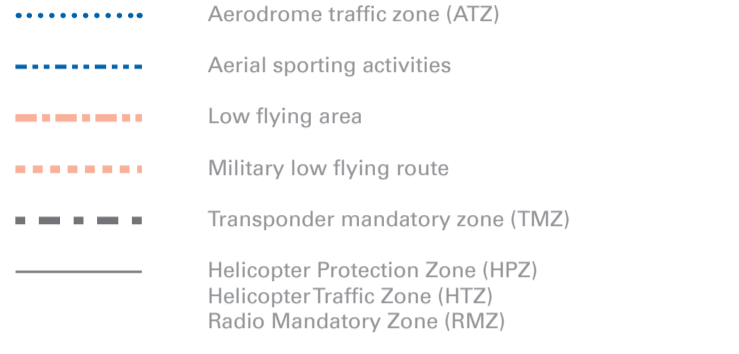 Aerodrome traffic zone (ATZ)
Aerial sporting activities
Low flying area
Military low flying route
Transponder mandatory zone (TMZ)
Helicopter Protection Zone (HPZ)
Helicopter Traffic Zone (HTZ)
Radio Mandatory Zone (RMZ)